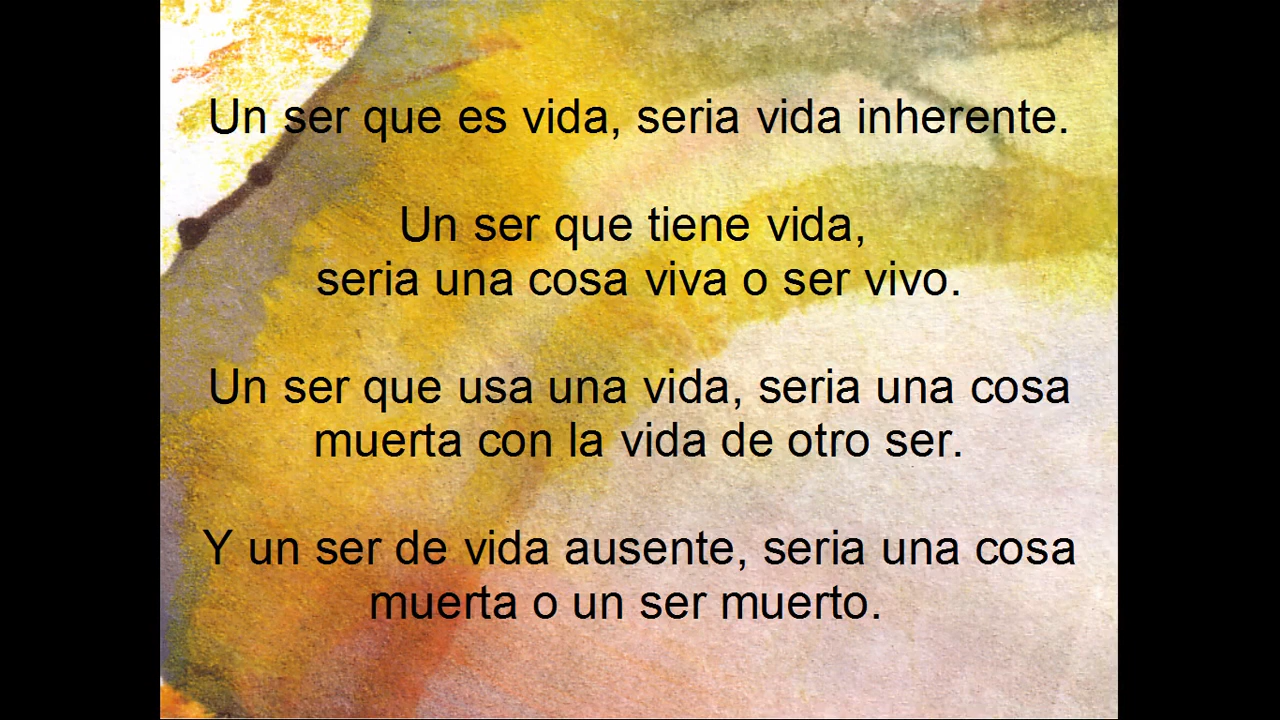 Un ser que es vida, seria vida inherente.
Un ser que tiene vida,
seria una cosa viva o ser vivo.
Un ser que usa una vida, seria una cosa
muerta con la vida de otro ser.
Y un ser de vida ausente, seria una cosa
muerta o un ser muerto.